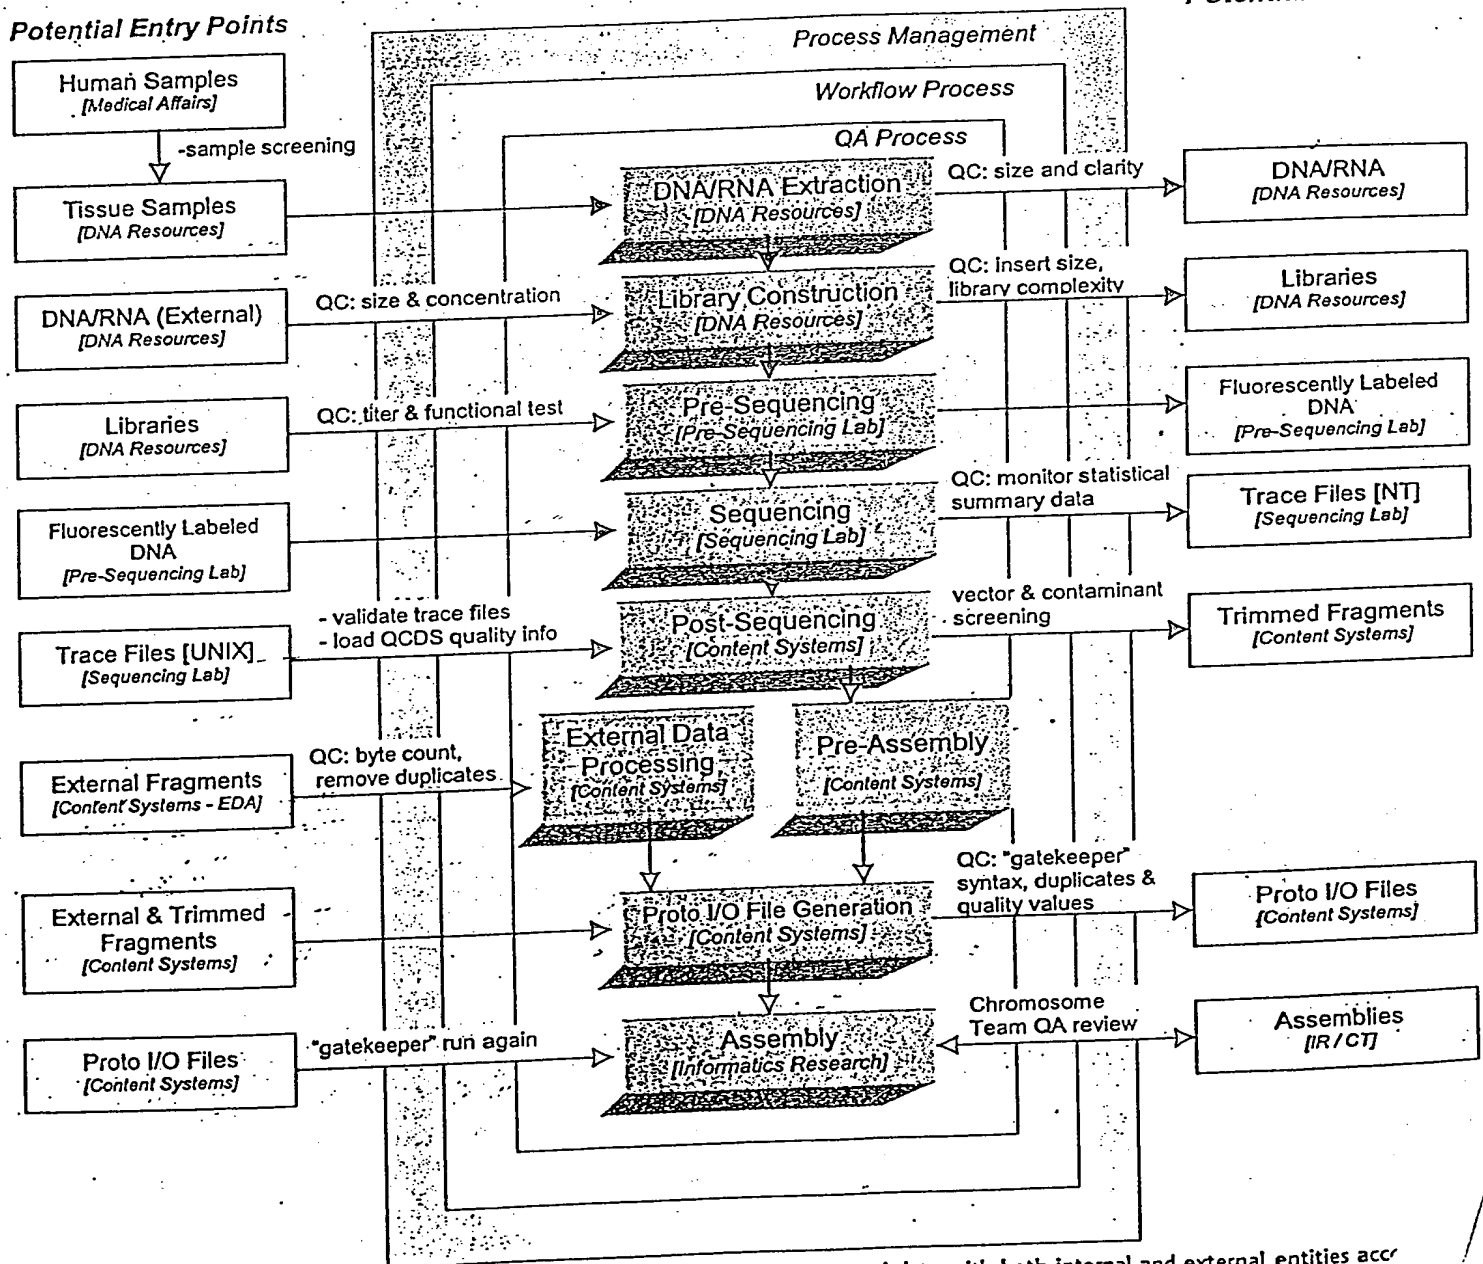 Potential Entry Points
Process Management
Workflow Process
QA Process
Human Samples
[Medical Affairs]
-sample screening
Tissue Samples
[DNA Resources]
DNA/RNA Extraction
[DNA Resources]
QC: size and clarity
DNA/RNA
[DNA Resources]
DNA/RNA (External)
[DNA Resources]
QC: size & concentration
Library Construction
[DNA Resources]
QC: insert size,
library complexity
Libraries
[DNA Resources]
Libraries
[DNA Resources]
QC: titer & functional test
Pre-Sequencing
[Pre-Sequencing Lab]
Fluorescently Labeled
DNA
[Pre-Sequencing Lab]
Fluorescently Labeled
DNA
[Pre-Sequencing Lab]
Sequencing
[Sequencing Lab]
QC: monitor statistical
summary data
Trace Files [NT]
[Sequencing Lab]
Trace Files [UNIX]
[Sequencing Lab]
- validate trace files
- load QCDS quality info
Post-Sequencing
[Content Systems]
vector & contaminant
screening
Trimmed Fragments
[Content Systems]
External Fragments
[Content Systems - EDA]
QC: byte count,
remove duplicates
External Data
Processing
[Content Systems]
Pre-Assembly
[Content Systems]
External & Trimmed
Fragments
[Content Systems]
Proto I/O File Generation
[Content Systems]
QC: "gatekeeper"
syntax, duplicates &
quality values
Proto I/O Files
[Content Systems]
Proto I/O Files
[Content Systems]
"gatekeeper" run again
Assembly
[Informatics Research]
Chromosome
Team QA review
Assemblies
[IR / CT]
with both internal and external entities